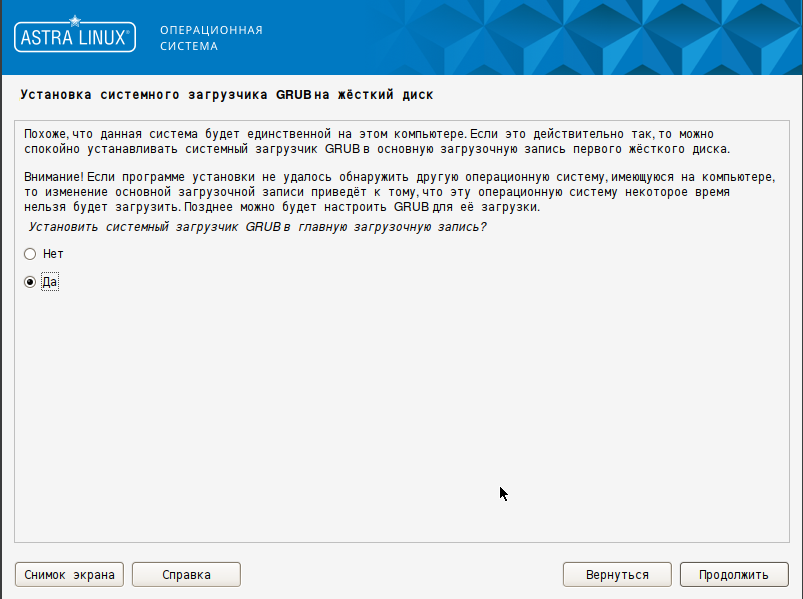 ASTRA LINUX®
ОПЕРАЦИОННАЯ
СИСТЕМА
Установка системного загрузчика GRUB на жёсткий диск
Похоже, что данная система будет единственной на этом компьютере. Если это действительно так, то можно
спокойно устанавливать системный загрузчик GRUB в основную загрузочную запись первого жёсткого диска.
Внимание! Если программе установки не удалось обнаружить другую операционную систему, имеющуюся на компьютере,
то изменение основной загрузочной записи приведёт к тому, что эту операционную систему некоторое время
нельзя будет загрузить. Позднее можно будет настроить GRUB для её загрузки.
Установить системный загрузчик GRUB в главную загрузочную запись?
Нет
Да
Снимок экрана
Справка
Вернуться
Продолжить